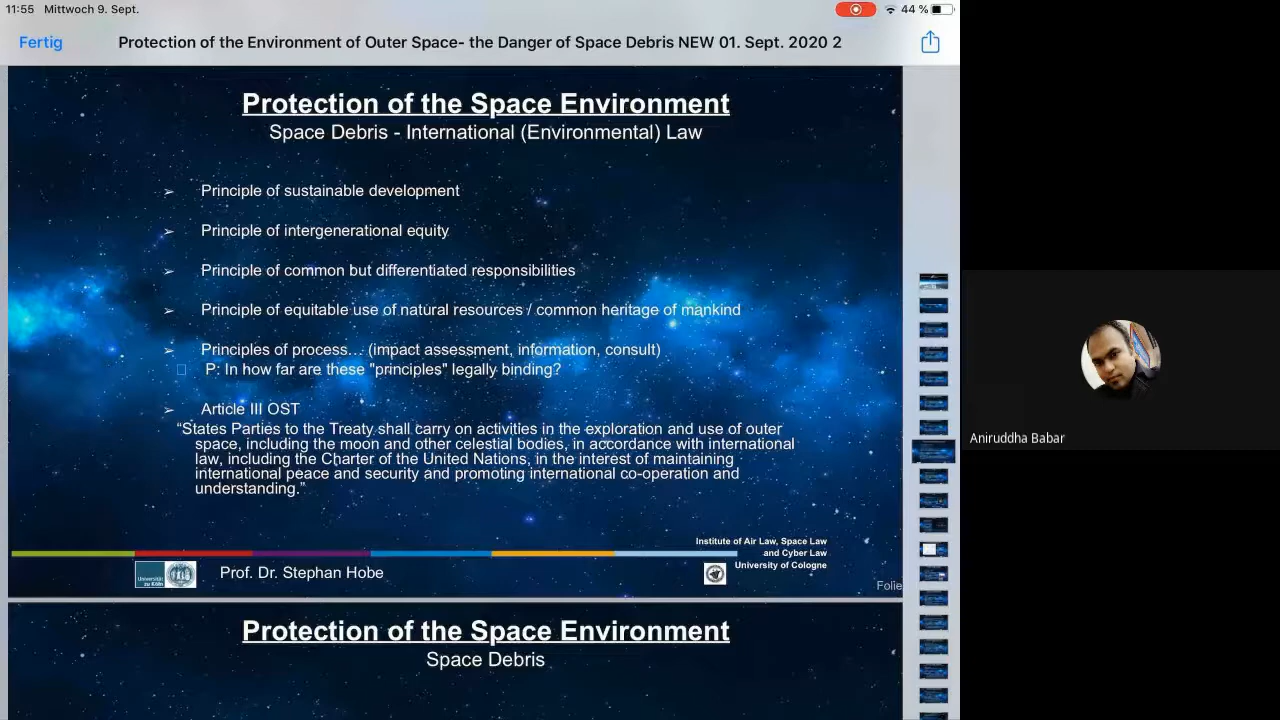 11:55 Mittwoch 9. Sept.
44 %
Fertig
Protection of the Environment of Outer Space- the Danger of Space Debris NEW 01. Sept. 2020 2
Protection of the Space Environment
Space Debris - International (Environmental) Law
➢ Principle of sustainable development
➢ Principle of intergenerational equity
➢ Principle of common but differentiated responsibilities
➢ Principle of equitable use of natural resources / common heritage of mankind
➢ Principles of process… (impact assessment, information, consult)
P: In how far are these "principles" legally binding?
➢ Article III OST
“States Parties to the Treaty shall carry on activities in the exploration and use of outer
space, including the moon and other celestial bodies, in accordance with international
law, including the Charter of the United Nations, in the interest of maintaining
international peace and security and promoting international co-operation and
understanding.”
Institute of Air Law, Space Law
and Cyber Law
University of Cologne
Universität
zu Köln
Prof. Dr. Stephan Hobe
Folie
Protection of the Space Environment
Space Debris
Aniruddha Babar